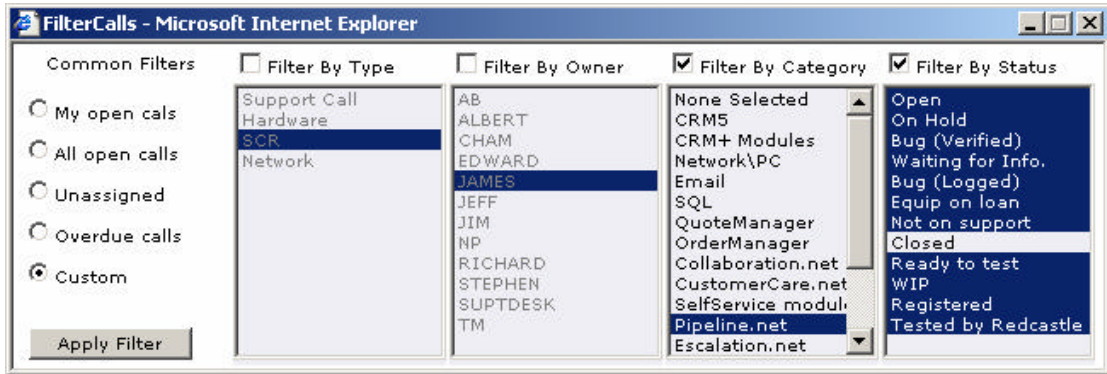 FilterCalls - Microsoft Internet Explorer
Common Filters
My open cals
All open calls
Unassigned
Overdue calls
Custom
Apply Filter
Filter By Type
Support Call
Hardware
SCR
Network
Filter By Owner
AB
ALBERT
CHAM
EDWARD
JAMES
JEFF
JIM
NP
RICHARD
STEPHEN
SUPTDESK
TM
Filter By Category
None Selected
CRM5
CRM+ Modules
Network\PC
Email
SQL
QuoteManager
OrderManager
Collaboration.net
CustomerCare.net
SelfService modul
Pipeline.net
Escalation.net
Filter By Status
Open
On Hold
Bug (Verified)
Waiting for Info.
Bug (Logged)
Equip on loan
Not on support
Closed
Ready to test
WIP
Registered
Tested by Redcastle